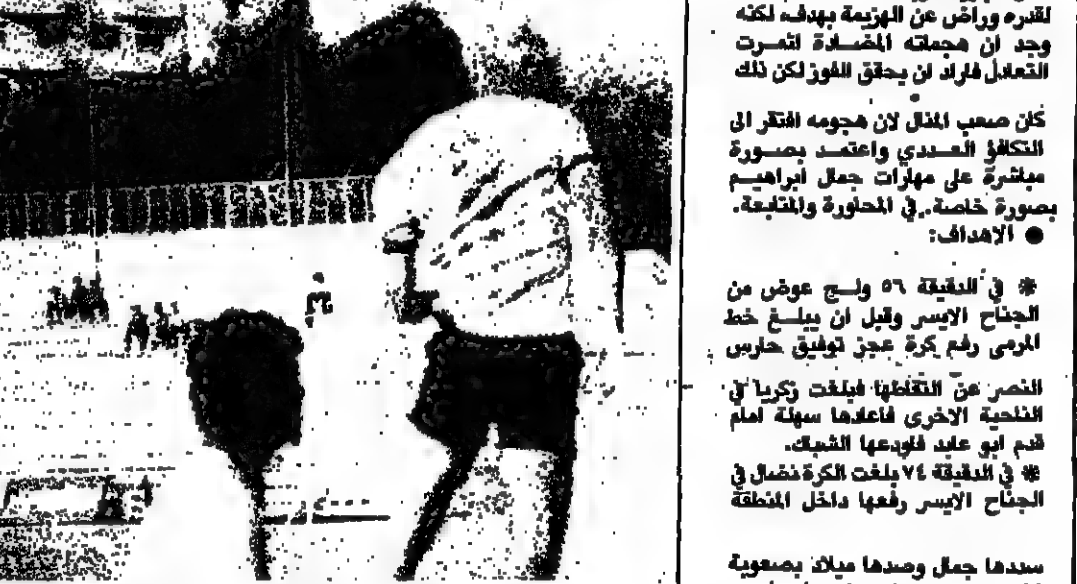 لقدره وراض عن الهزيمة بهدف، لكنه
وجد ان هجماته المضادة اثمرت
التعادل فاراد ان يحقق الفوز لكن ذلك
كان صعب المنال لان هجومه افتقر الى
التكافؤ العددي واعتمد بصورة
مباشرة على مهارات جمال ابراهيم
بصورة خاصة. في المحاورة والمتابعة.
● الاهداف:
* في الدقيقة ٥٦ ولج عوض من
الجناح الايسر وقبل ان يبلغ خط
المرمى رفع كرة عجز توفيق حارس
النصر عن التقاطها فبلغت زكريا في
الناحية الاخرى فاعادها سهلة امام
قدم ابو عابد فاودعها الشباك.
* في الدقيقة ٧٤ بلغت الكرة نضال في
الجناح الايسر رفعها داخل المنطقة
سددها جمال وصدها ميلاد بصعوبة